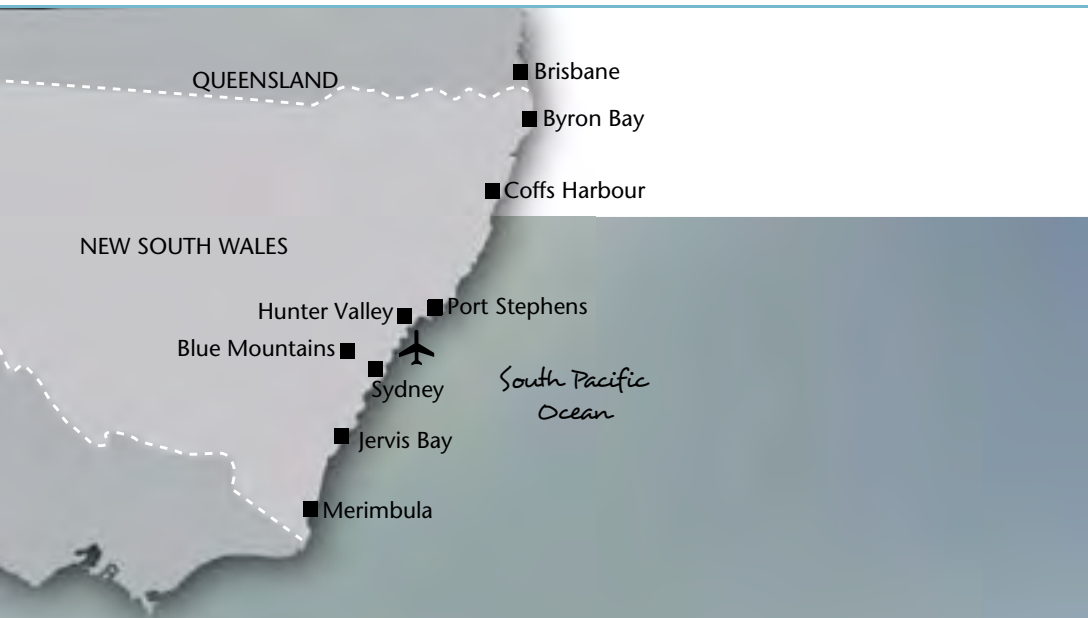 QUEENSLAND
Brisbane
Byron Bay
Coffs Harbour
NEW SOUTH WALES
Hunter Valley
Port Stephens
Blue Mountains
Sydney
South Pacific
Ocean
Jervis Bay
Merimbula